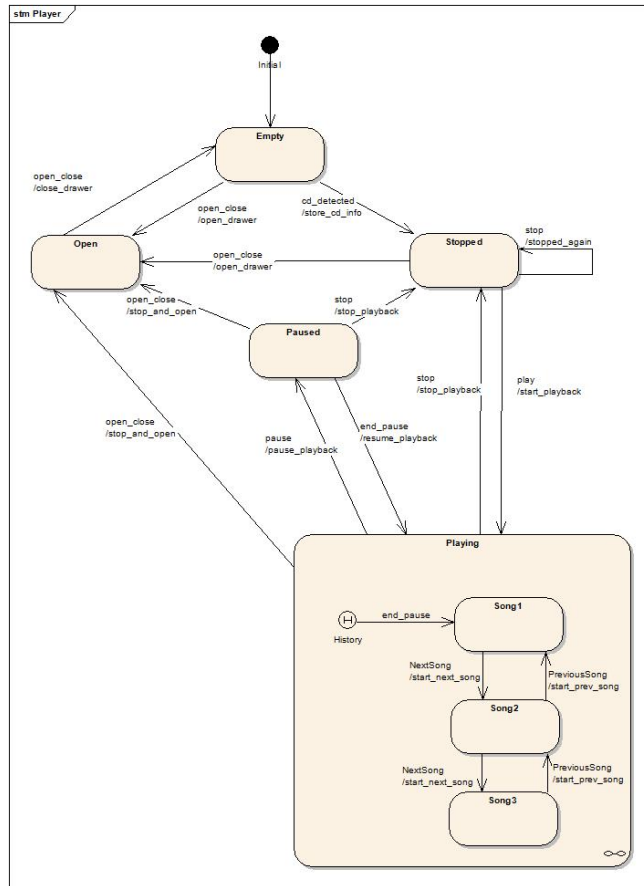 stm Player
Initial
Empty
open_close
/close_drawer
open_close
/open_drawer
cd_detected
/store_cd_info
Open
Stopped
stop
/stopped_again
open_close
/open_drawer
open_close
/stop_and_open
stop
/stop_playback
Paused
open_close
/stop_and_open
pause
/pause_playback
end_pause
/resume_playback
stop
/stop_playback
play
/start_playback
Playing
H
History
end_pause
Song1
NextSong
/start_next_song
PreviousSong
/start_prev_song
Song2
NextSong
/start_next_song
PreviousSong
/start_prev_song
Song3